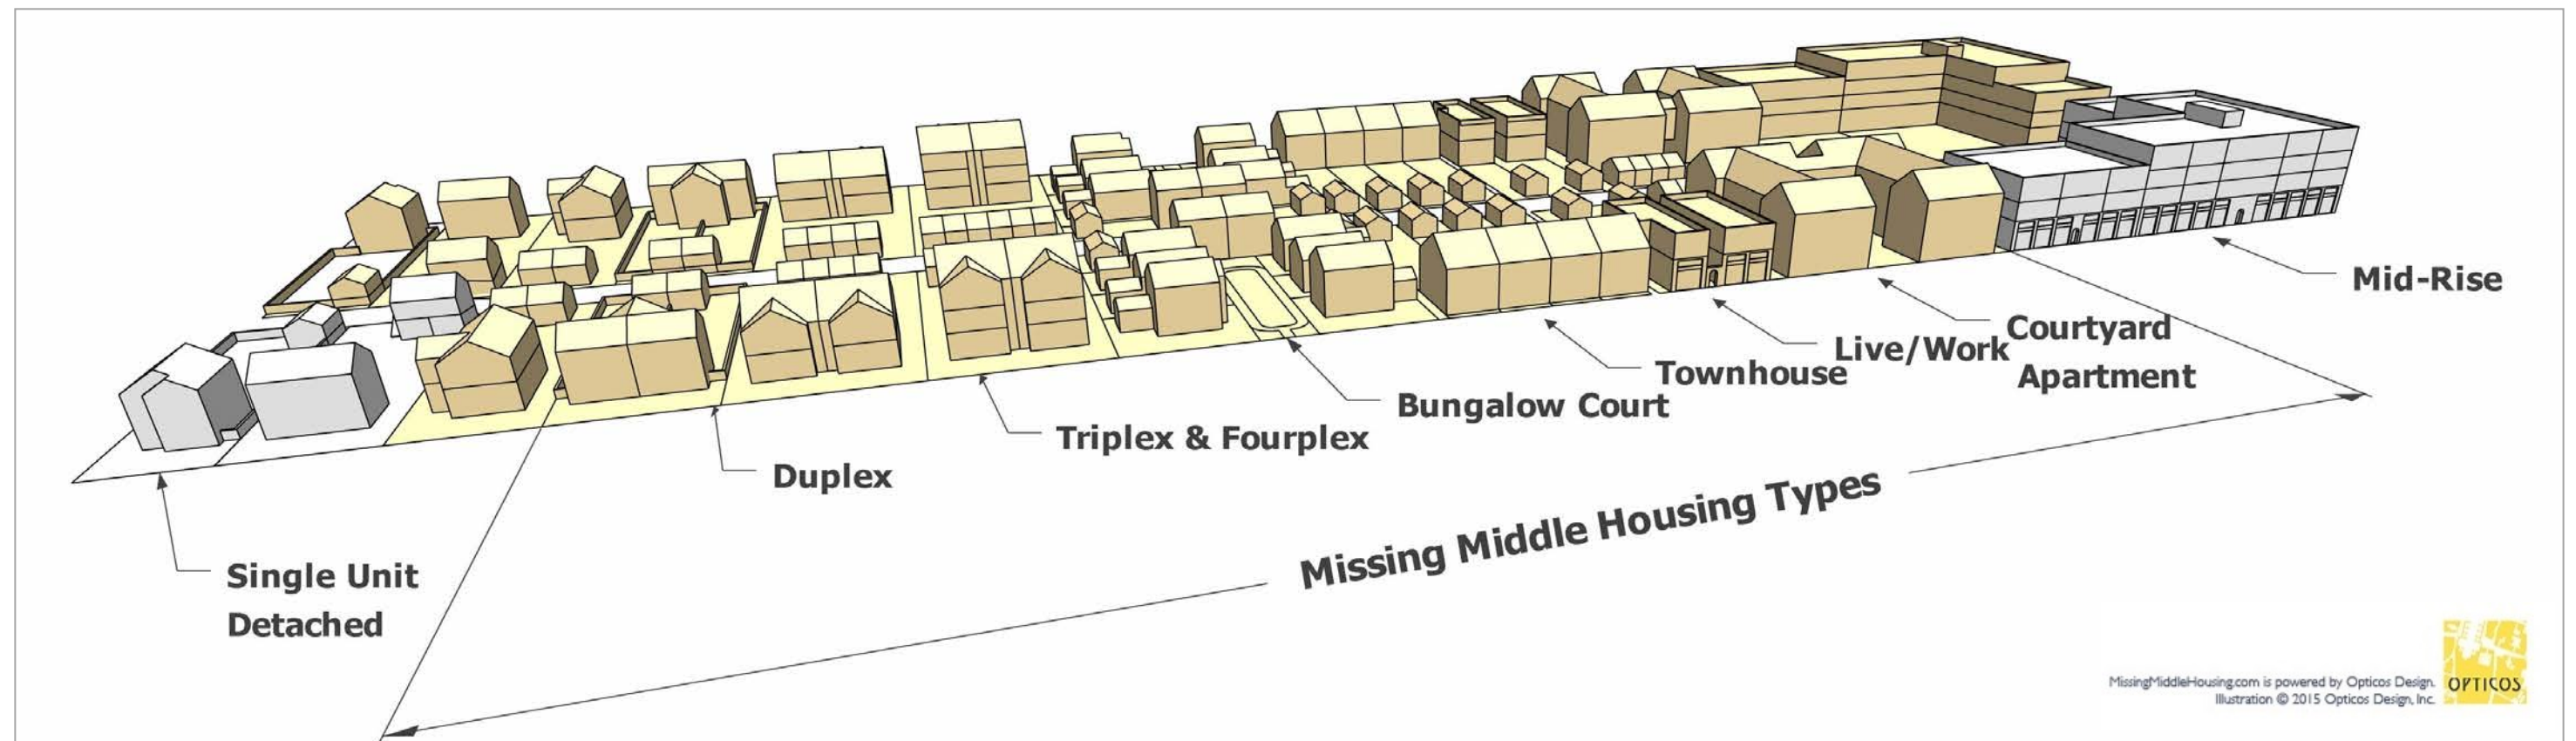 Mid-Rise
Courtyard
Apartment
Live/Work
Townhouse
Bungalow Court
Triplex & Fourplex
Duplex
Single Unit
Detached
Missing Middle Housing Types
MissingMiddleHousing.com is powered by Opticos Design.
Illustration © 2015 Opticos Design, Inc.
OPTICOS